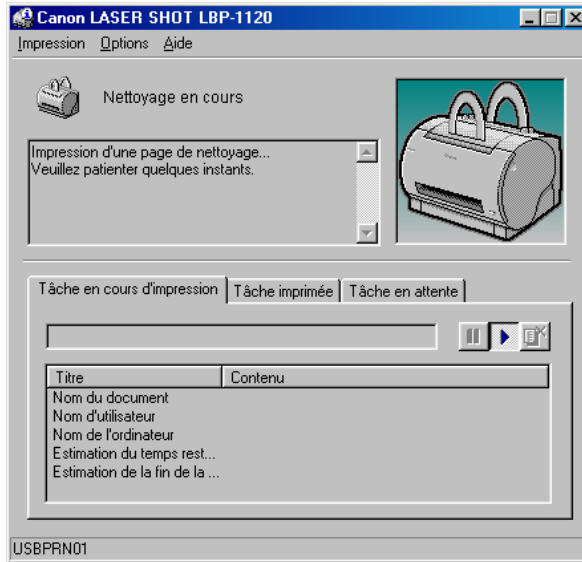 Canon LASER SHOT LBP-1120
Impression Options Aide
Nettoyage en cours
Impression d'une page de nettoyage...
Veuillez patienter quelques instants.
Tâche en cours d'impression Tâche imprimée Tâche en attente
Titre Contenu
Nom du document
Nom d'utilisateur
Nom de l'ordinateur
Estimation du temps rest...
Estimation de la fin de la ...
USBPRN01